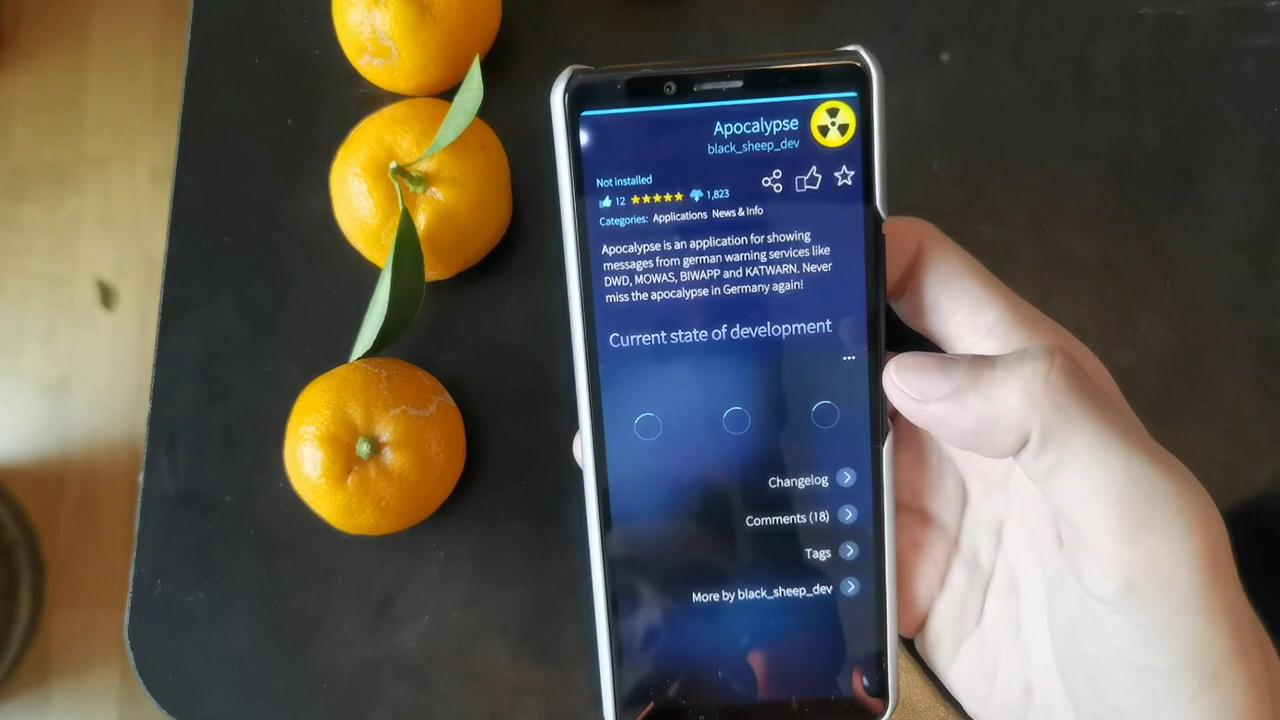 Apocalypse
black_sheep_dev
Not installed
12 1,823
Categories: Applications News & Info
Apocalypse is an application for showing
messages from german warning services like
DWD, MOWAS, BIWAPP and KATWARN. Never
miss the apocalypse in Germany again!
Current state of development
...
Changelog
Comments (18)
Tags
More by black_sheep_dev